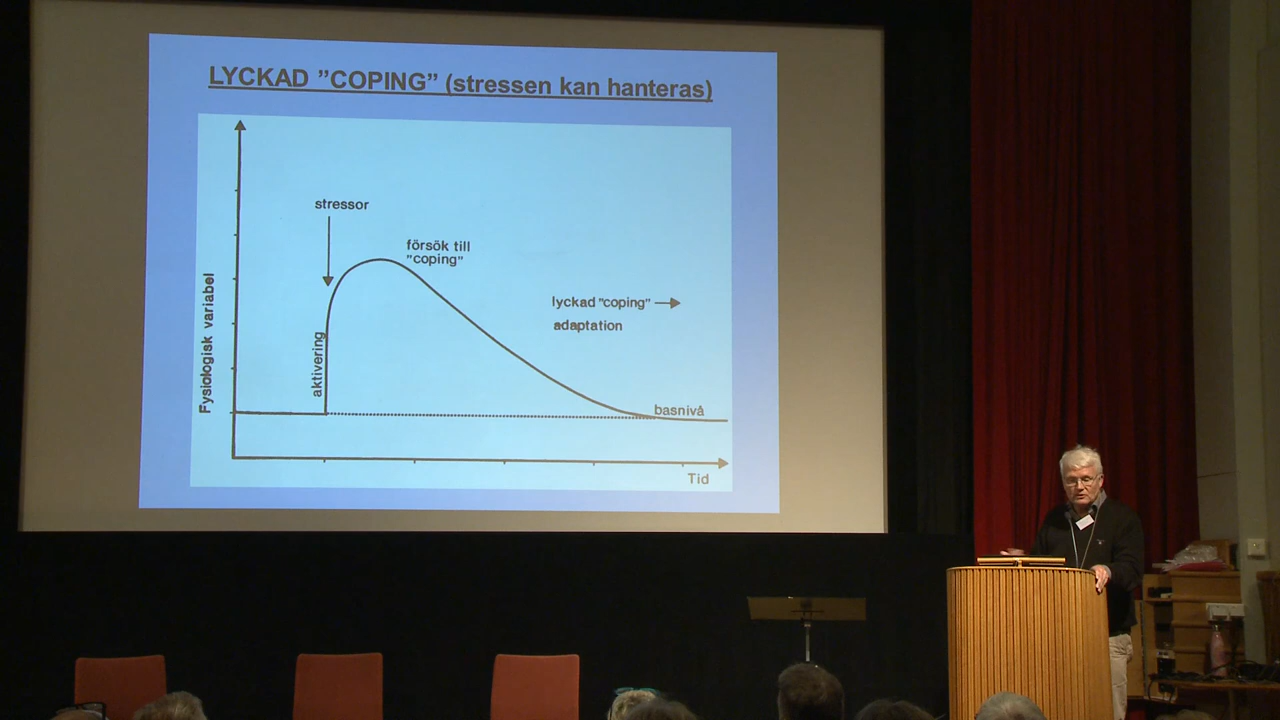 LYCKAD ”COPING” (stressen kan hanteras)
stressor
försök till
”coping”
lyckad ”coping”
adaptation
aktivering
Fysiologisk variabel
basnivå
Tid